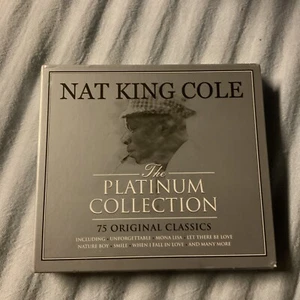 NAT KING COLE
The
PLATINUM
COLLECTION
75 ORIGINAL CLASSICS
INCLUDING • UNFORGETTABLE • MONA LISA • LET THERE BE LOVE
NATURE BOY • SMILE • WHEN I FALL IN LOVE • AND MANY MORE